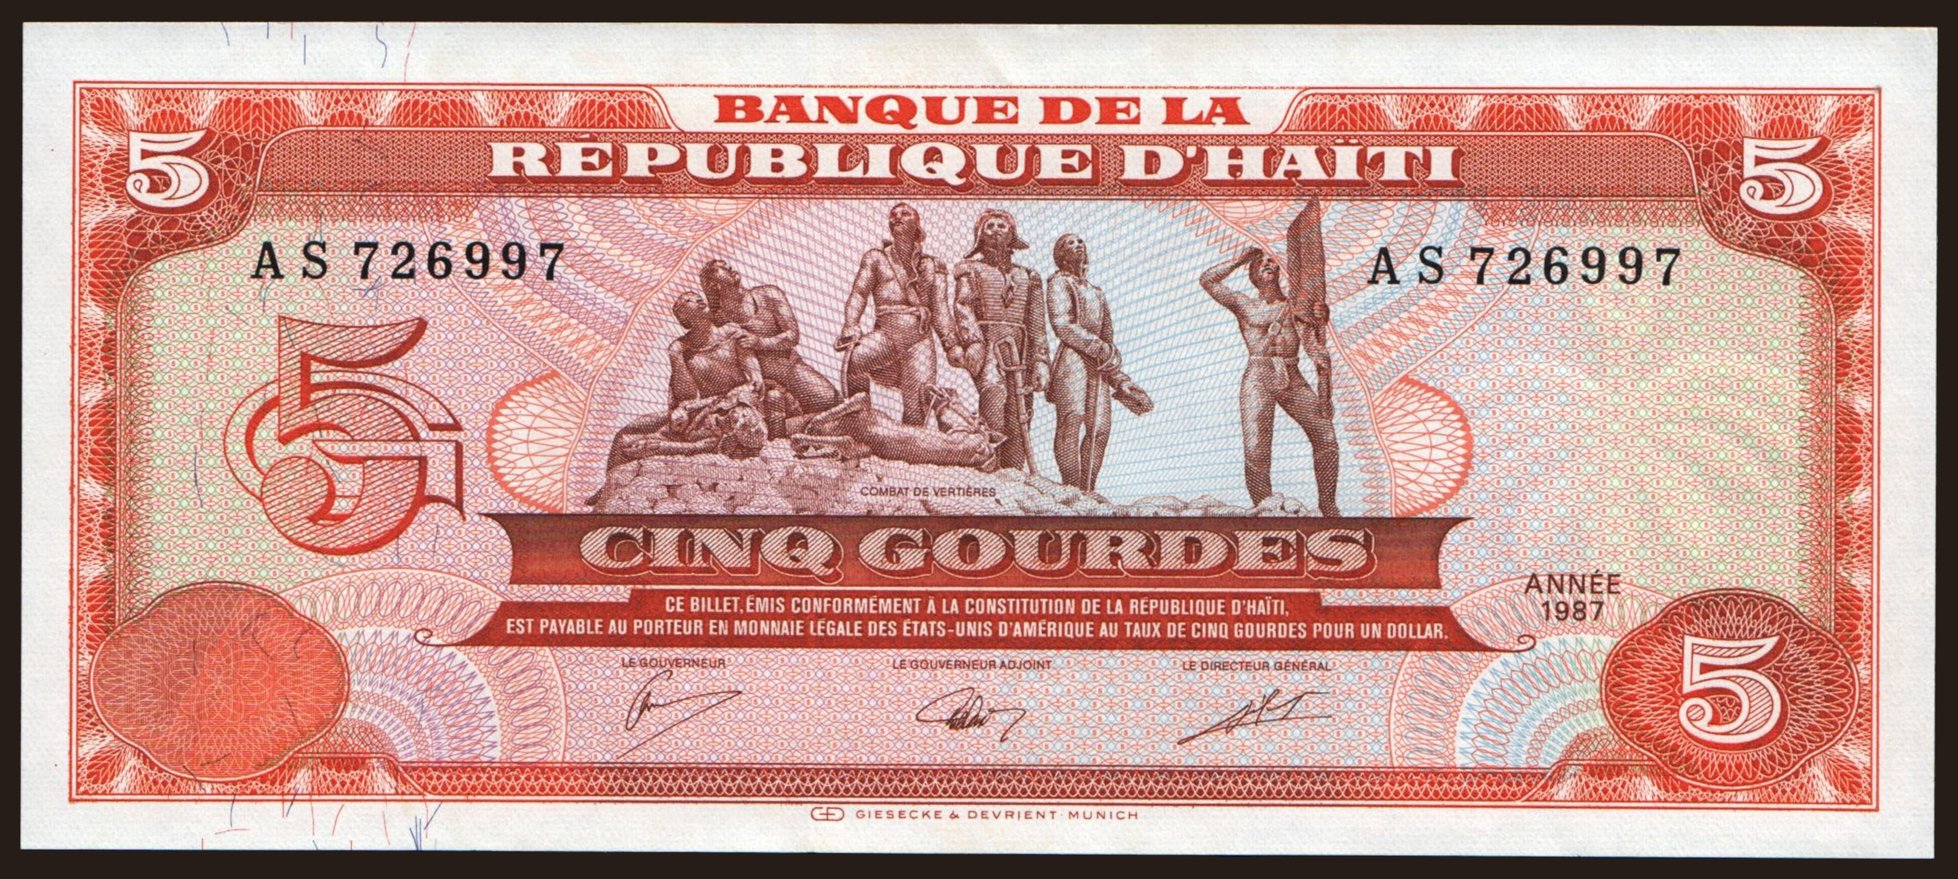 BANQUE DE LA
RÉPUBLIQUE D'HAÏTI
5
5
AS 726997
AS 726997
5G
COMBAT DE VERTIÈRES
CINQ GOURDES
ANNÉE
1987
CE BILLET, ÉMIS CONFORMÉMENT À LA CONSTITUTION DE LA RÉPUBLIQUE D'HAÏTI,
EST PAYABLE AU PORTEUR EN MONNAIE LÉGALE DES ÉTATS-UNIS D'AMÉRIQUE AU TAUX DE CINQ GOURDES POUR UN DOLLAR.
LE GOUVERNEUR
LE GOUVERNEUR ADJOINT
LE DIRECTEUR GÉNÉRAL
5
GIESECKE & DEVRIENT · MUNICH